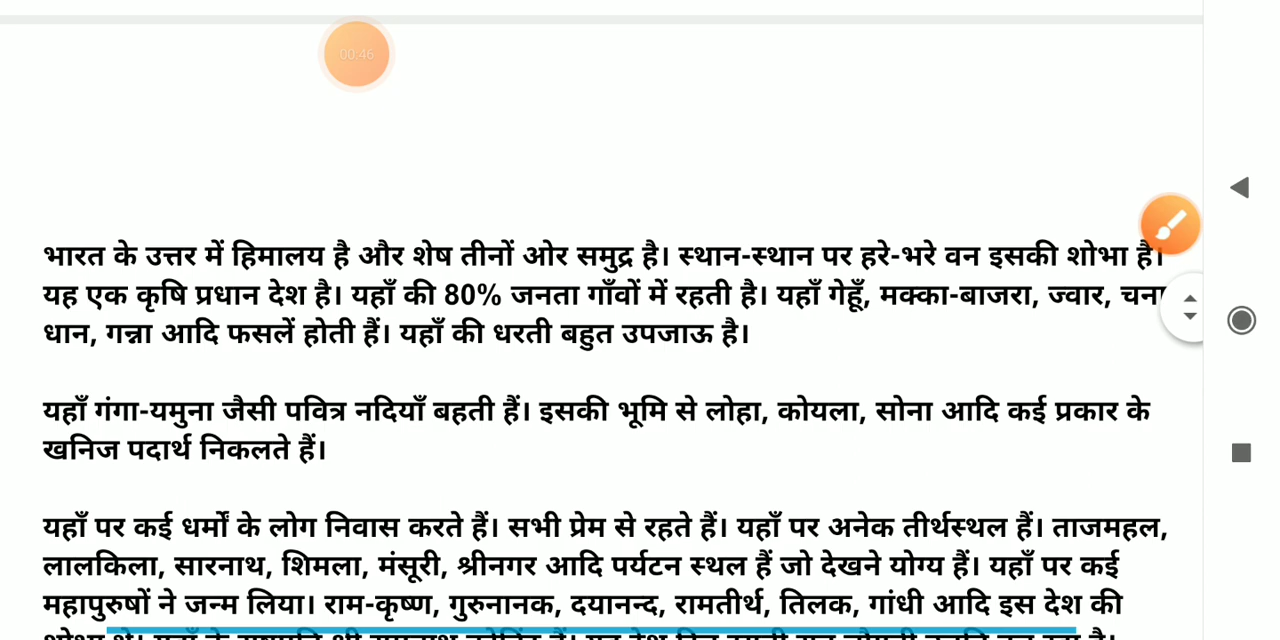 00:46
भारत के उत्तर में हिमालय है और शेष तीनों ओर समुद्र है। स्थान-स्थान पर हरे-भरे वन इसकी शोभा है।
यह एक कृषि प्रधान देश है। यहाँ की 80% जनता गाँवों में रहती है। यहाँ गेहूँ, मक्का-बाजरा, ज्वार, चना
धान, गन्ना आदि फसलें होती हैं। यहाँ की धरती बहुत उपजाऊ है।
यहाँ गंगा-यमुना जैसी पवित्र नदियाँ बहती हैं। इसकी भूमि से लोहा, कोयला, सोना आदि कई प्रकार के
खनिज पदार्थ निकलते हैं।
यहाँ पर कई धर्मों के लोग निवास करते हैं। सभी प्रेम से रहते हैं। यहाँ पर अनेक तीर्थस्थल हैं। ताजमहल,
लालकिला, सारनाथ, शिमला, मंसूरी, श्रीनगर आदि पर्यटन स्थल हैं जो देखने योग्य हैं। यहाँ पर कई
महापुरुषों ने जन्म लिया। राम-कृष्ण, गुरुनानक, दयानन्द, रामतीर्थ, तिलक, गांधी आदि इस देश की